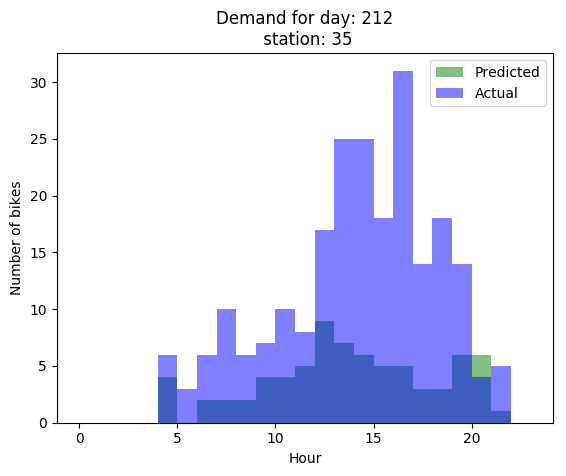 Demand for day: 212
station: 35
Predicted
Actual
Number of bikes
30
25
20
15
10
5
0
0
5
10
15
20
Hour